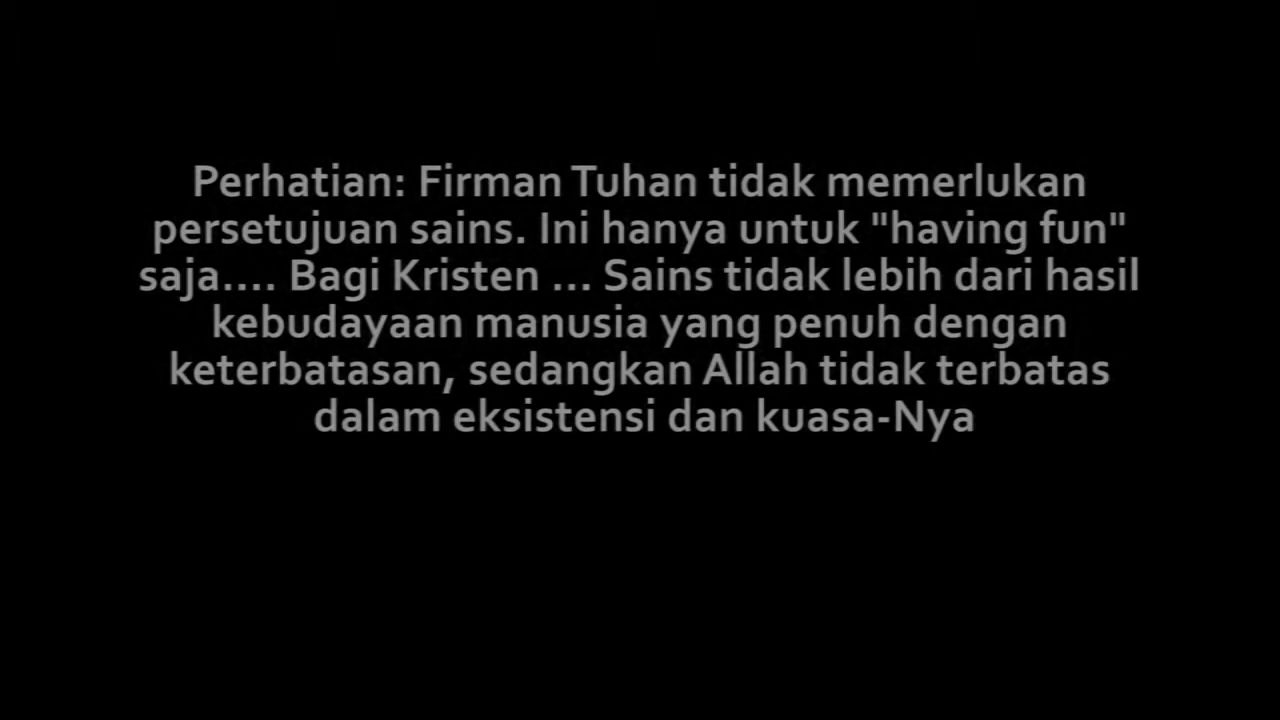 Perhatian: Firman Tuhan tidak memerlukan
persetujuan sains. Ini hanya untuk "having fun"
saja.... Bagi Kristen ... Sains tidak lebih dari hasil
kebudayaan manusia yang penuh dengan
keterbatasan, sedangkan Allah tidak terbatas
dalam eksistensi dan kuasa-Nya